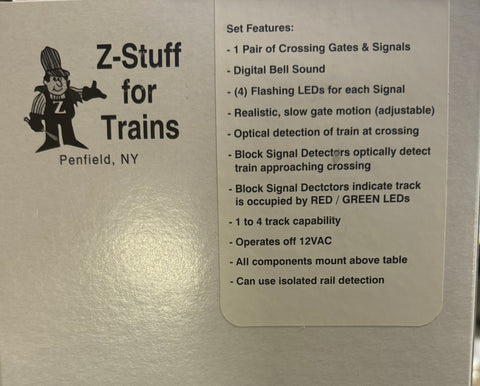 Z-Stuff
for
Trains
Penfield, NY
Z
Set Features:
- 1 Pair of Crossing Gates & Signals
- Digital Bell Sound
- (4) Flashing LEDs for each Signal
- Realistic, slow gate motion (adjustable)
- Optical detection of train at crossing
- Block Signal Detectors optically detect
train approaching crossing
- Block Signal Dectctors indicate track
is occupied by RED / GREEN LEDs
- 1 to 4 track capability
- Operates off 12VAC
- All components mount above table
- Can use isolated rail detection